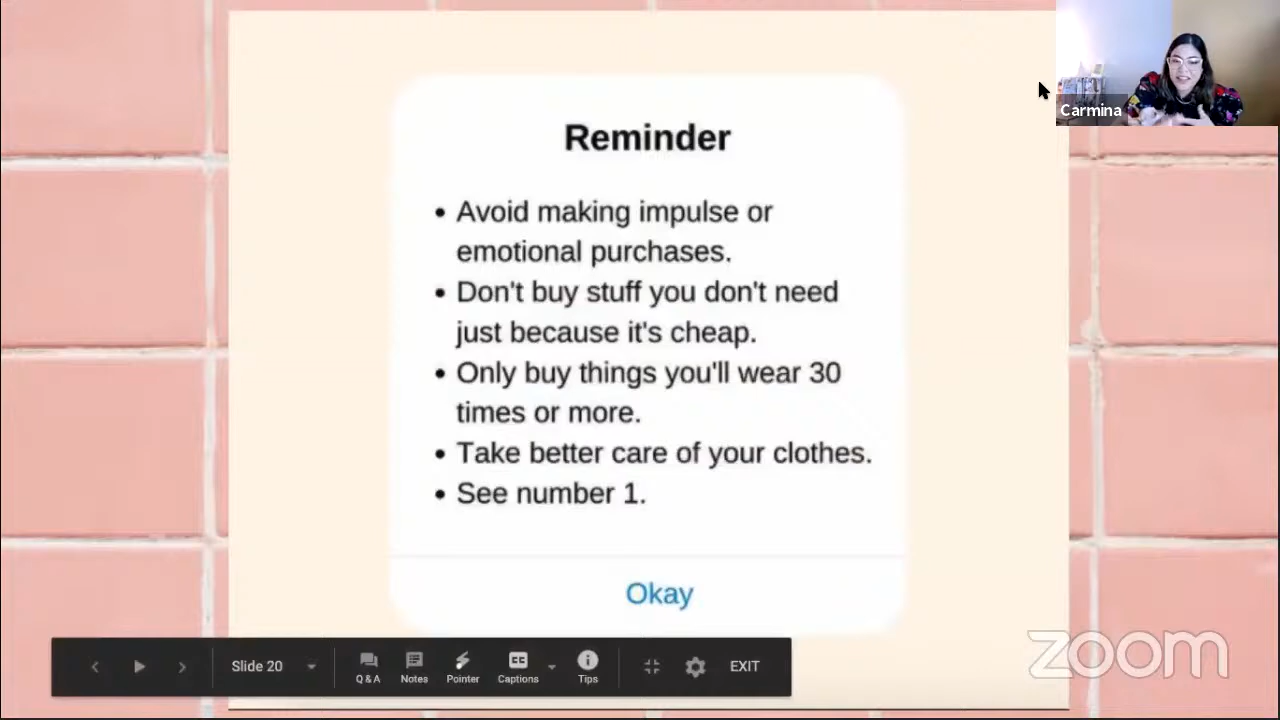 Carmina
Reminder
• Avoid making impulse or
emotional purchases.
• Don't buy stuff you don't need
just because it's cheap.
• Only buy things you'll wear 30
times or more.
• Take better care of your clothes.
• See number 1.
Okay
zoom
Slide 20
Q & A
Notes
Pointer
CC
Captions
Tips
EXIT